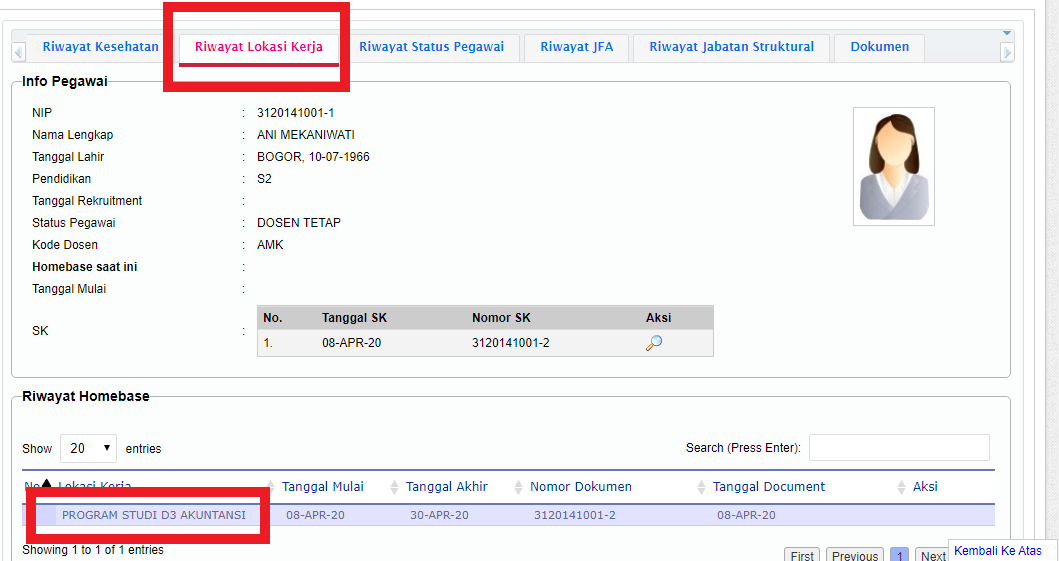 Riwayat Kesehatan Riwayat Lokasi Kerja Riwayat Status Pegawai Riwayat JFA Riwayat Jabatan Struktural Dokumen
Info Pegawai
NIP : 3120141001-1
Nama Lengkap : ANI MEKANIWATI
Tanggal Lahir : BOGOR, 10-07-1966
Pendidikan : S2
Tanggal Rekruitment :
Status Pegawai : DOSEN TETAP
Kode Dosen : AMK
Homebase saat ini :
Tanggal Mulai :
No. Tanggal SK Nomor SK Aksi
SK :
1. 08-APR-20 3120141001-2
Riwayat Homebase
Show 20 entries Search (Press Enter):
No Lokasi Kerja Tanggal Mulai Tanggal Akhir Nomor Dokumen Tanggal Document Aksi
PROGRAM STUDI D3 AKUNTANSI 08-APR-20 30-APR-20 3120141001-2 08-APR-20
Showing 1 to 1 of 1 entries
First Previous 1 Next
Kembali Ke Atas